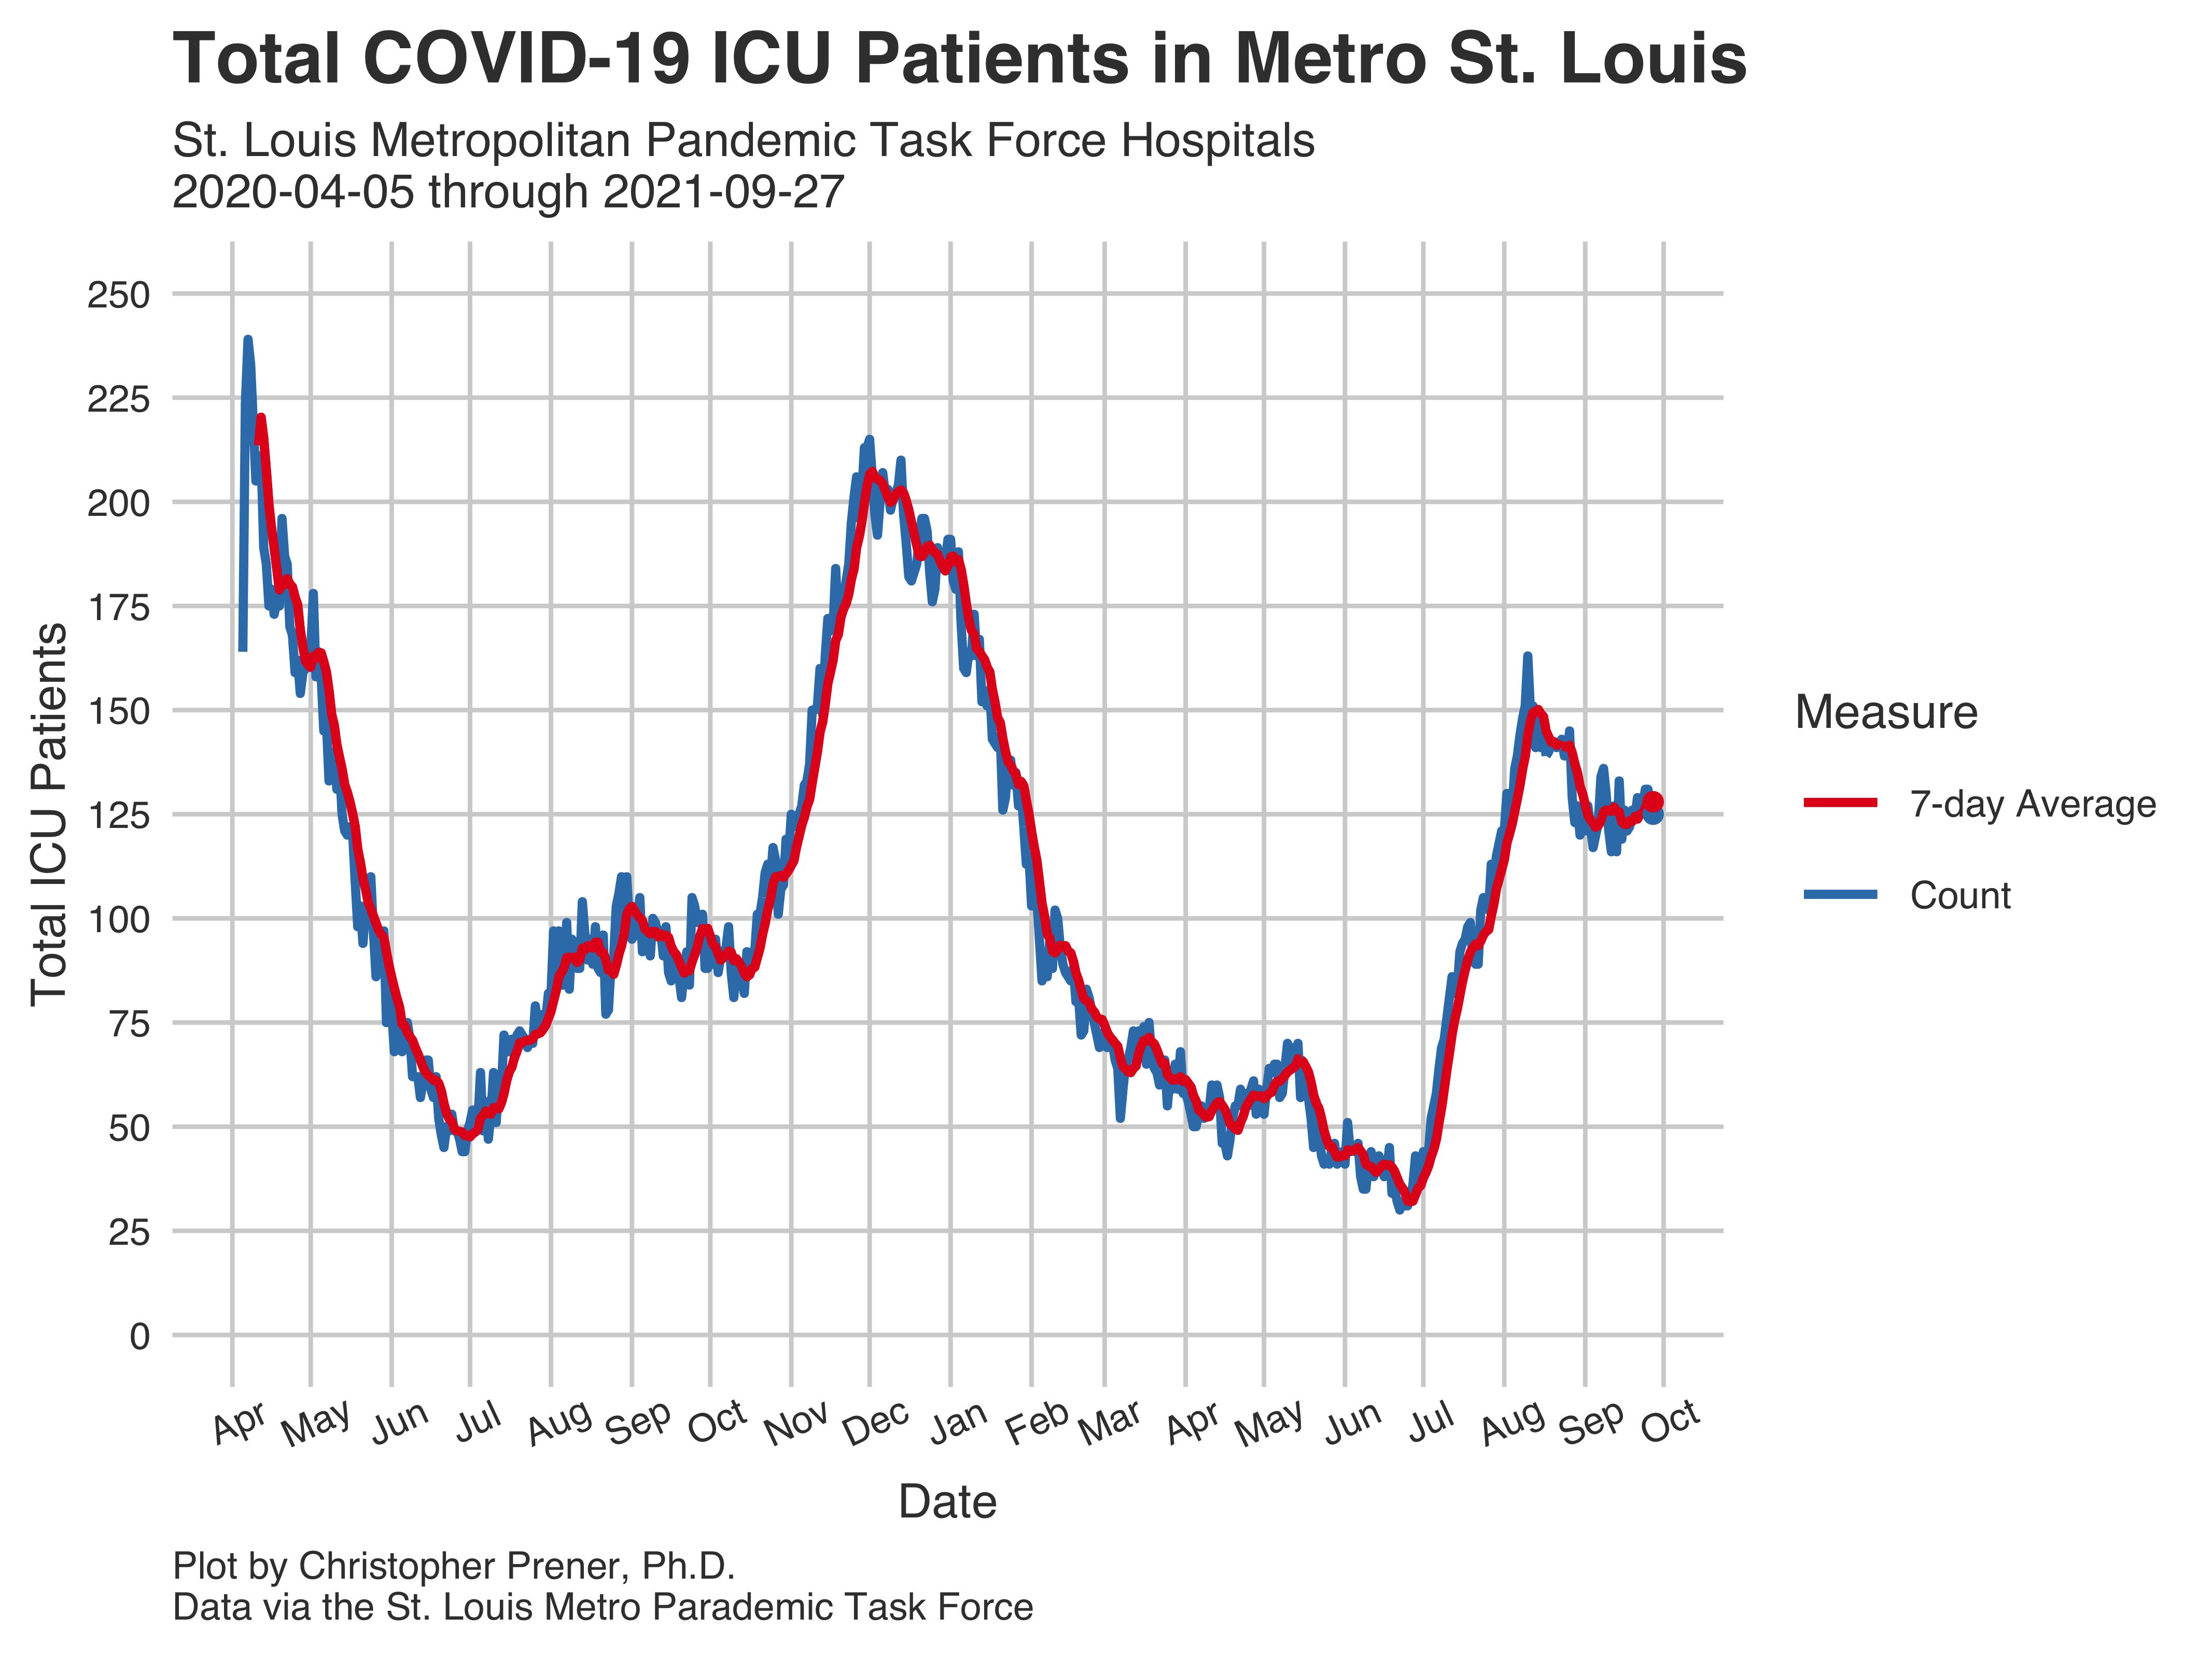 Total COVID-19 ICU Patients in Metro St. Louis
St. Louis Metropolitan Pandemic Task Force Hospitals
2020-04-05 through 2021-09-27
Total ICU Patients
250
225
200
175
150
125
100
75
50
25
0
Apr May Jun Jul Aug Sep Oct Nov Dec Jan Feb Mar Apr May Jun Jul Aug Sep Oct
Date
Measure
7-day Average
Count
Plot by Christopher Prener, Ph.D.
Data via the St. Louis Metro Parademic Task Force